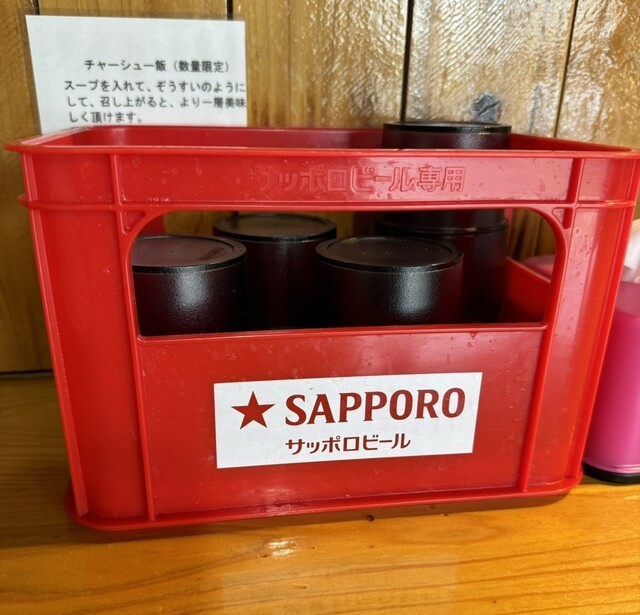 チャーシュー飯（数量限定）
スープを入れて、ぞうすいのように
して、召し上がると、より一層美味
しく頂けます。
サッポロビール専用
SAPPORO
サッポロビール